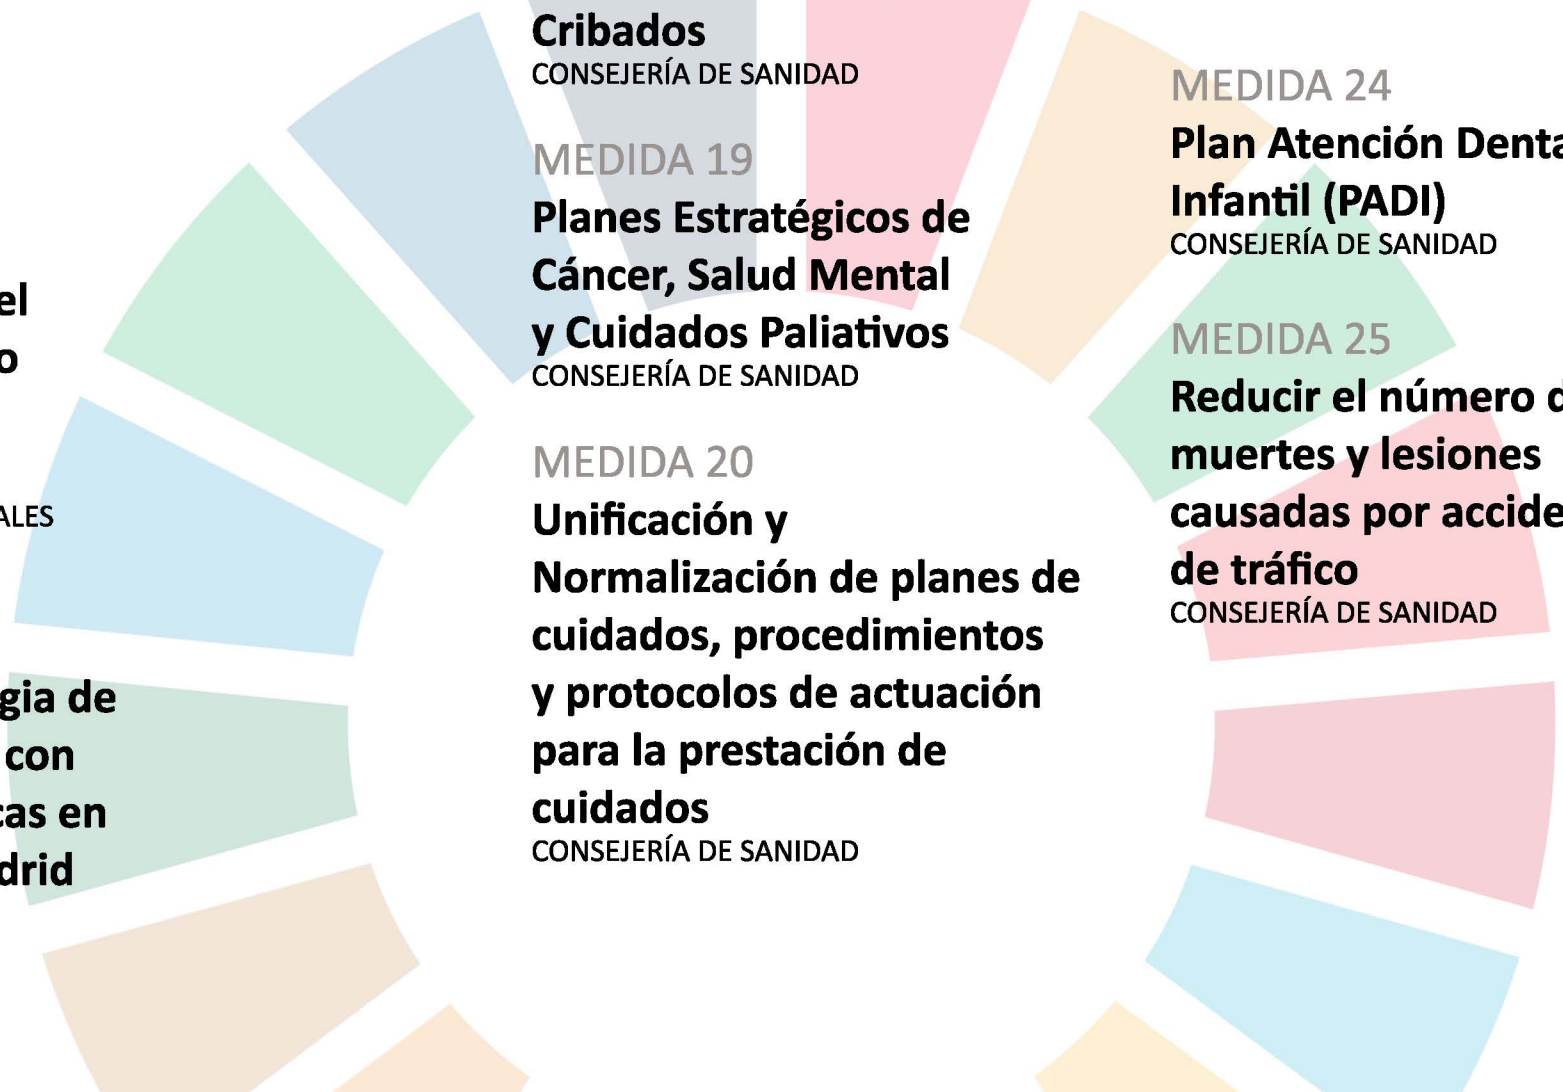 el
o
ALES
gia de
con
cas en
drid
Cribados
CONSEJERÍA DE SANIDAD
MEDIDA 19
Planes Estratégicos de
Cáncer, Salud Mental
y Cuidados Paliativos
CONSEJERÍA DE SANIDAD
MEDIDA 20
Unificación y
Normalización de planes de
cuidados, procedimientos
y protocolos de actuación
para la prestación de
cuidados
CONSEJERÍA DE SANIDAD
MEDIDA 24
Plan Atención Denta
Infantil (PADI)
CONSEJERÍA DE SANIDAD
MEDIDA 25
Reducir el número d
muertes y lesiones
causadas por accide
de tráfico
CONSEJERÍA DE SANIDAD